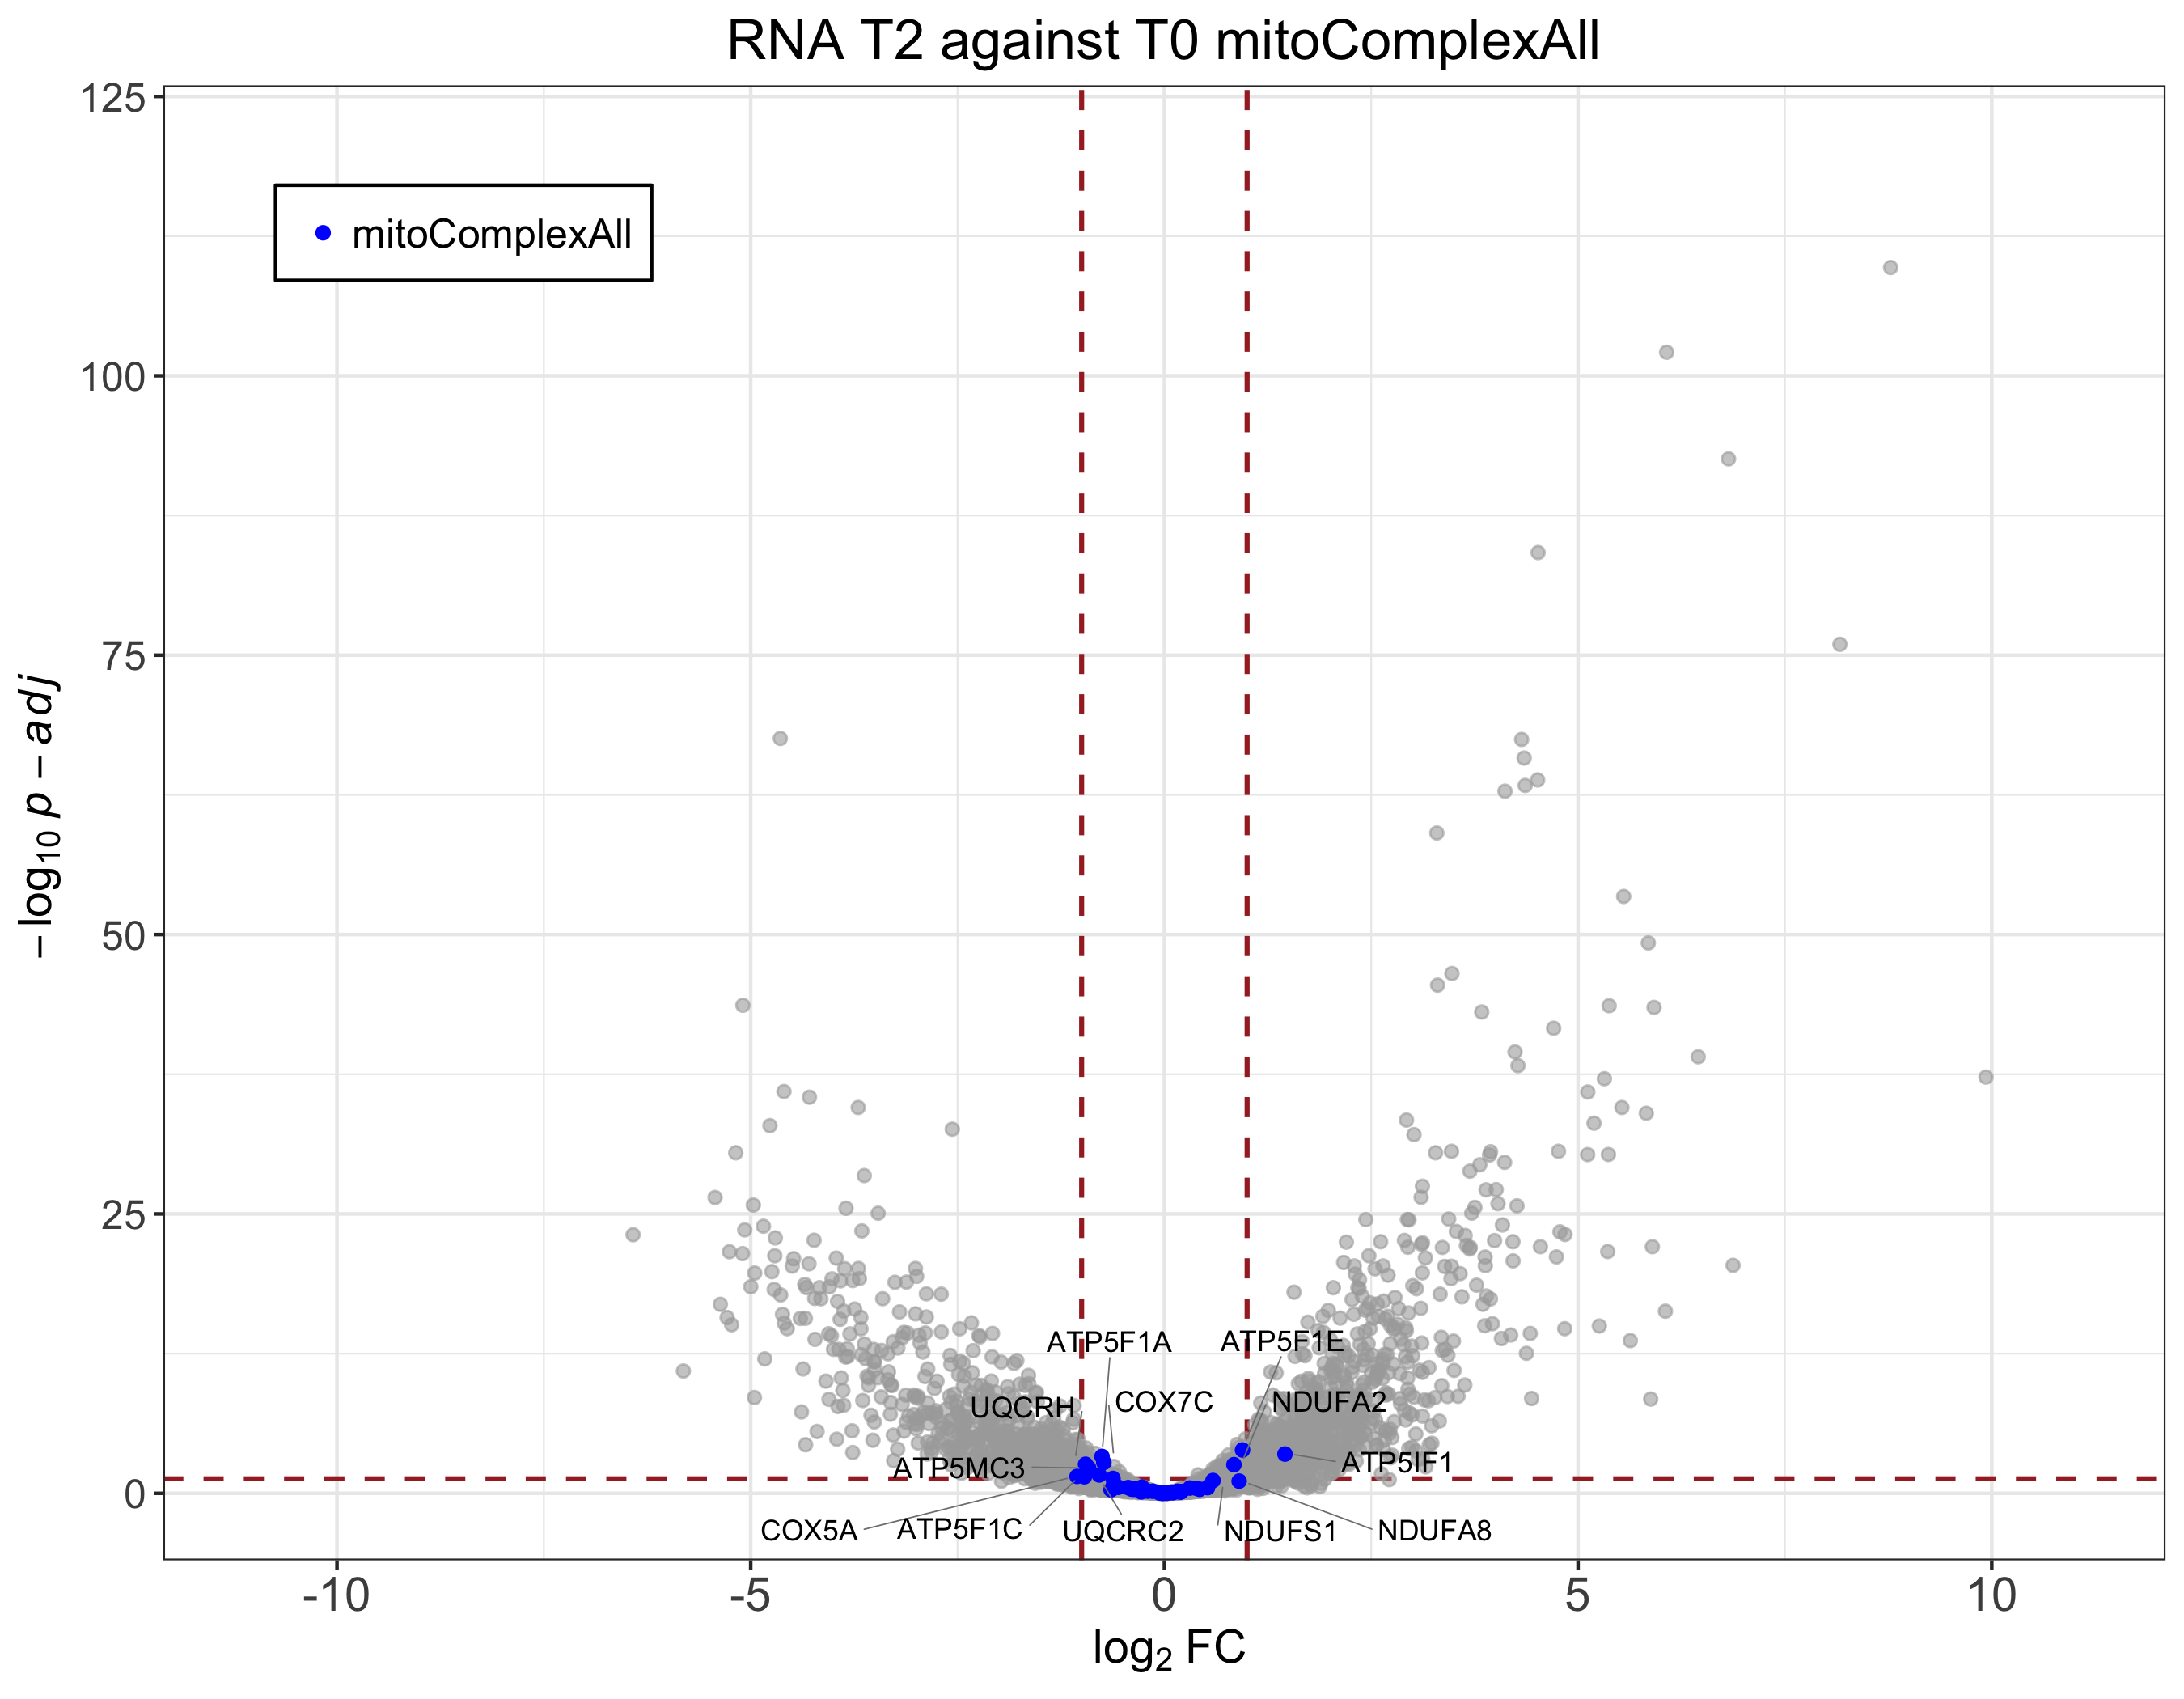 RNA T2 against T0 mitoComplexAll
125
100
75
50
25
0
−log10 p − adj
mitoComplexAll
ATP5F1A
ATP5F1E
UQCRH
COX7C
NDUFA2
ATP5MC3
ATP5IF1
COX5A
ATP5F1C
UQCRC2
NDUFS1
NDUFA8
-10
-5
0
5
10
log2 FC